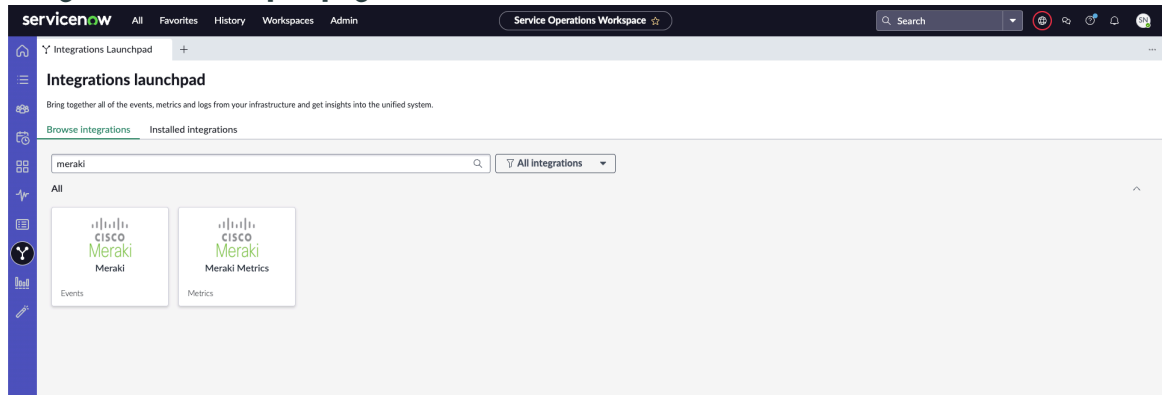 servicenow All Favorites History Workspaces Admin Service Operations Workspace Search SN
Integrations Launchpad +
Integrations launchpad
Bring together all of the events, metrics and logs from your infrastructure and get insights into the unified system.
Browse integrations Installed integrations
meraki All integrations
All
CISCO Meraki CISCO Meraki
Meraki Meraki Metrics
Events Metrics